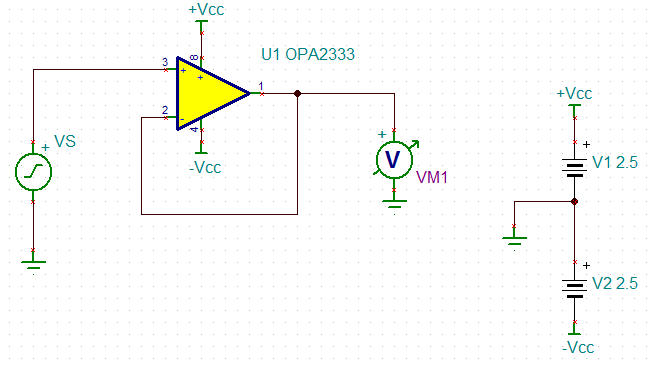 +Vcc
U1 OPA2333
3
8
+
+
1
2
-
4
-Vcc
+
VS
+
V
VM1
+Vcc
+
V1 2.5
+
V2 2.5
-Vcc